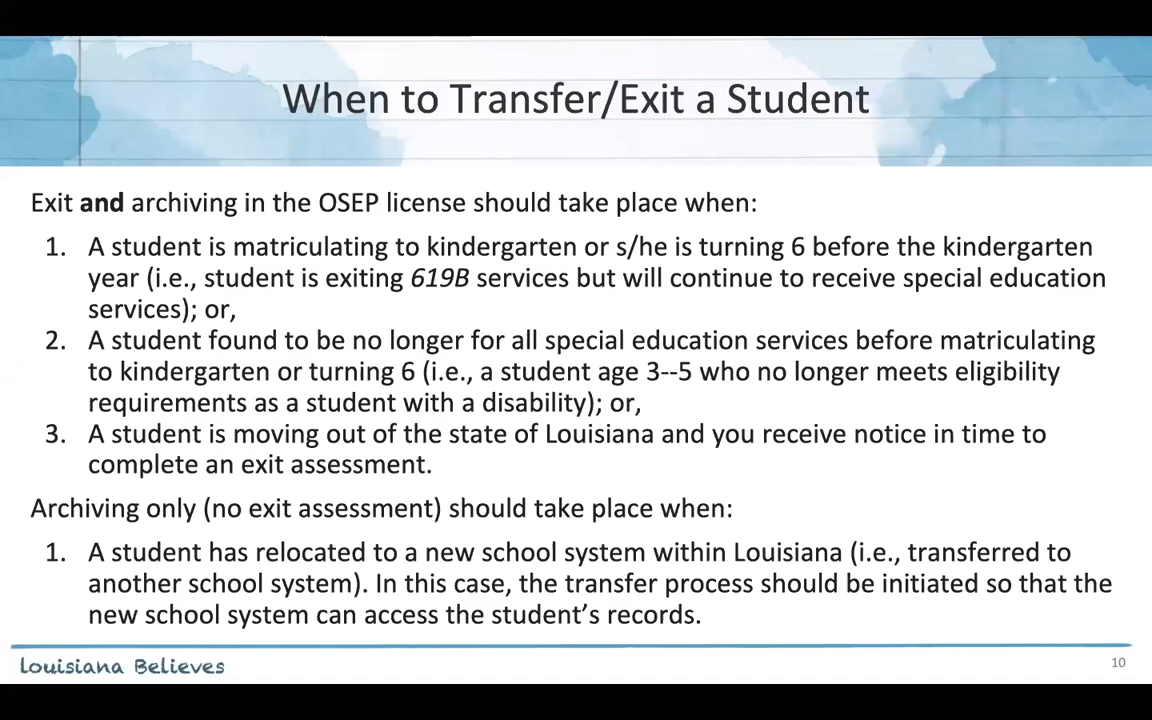 When to Transfer/Exit a Student
Exit and archiving in the OSEP license should take place when:
1. A student is matriculating to kindergarten or s/he is turning 6 before the kindergarten
year (i.e., student is exiting 619B services but will continue to receive special education
services); or,
2. A student found to be no longer for all special education services before matriculating
to kindergarten or turning 6 (i.e., a student age 3--5 who no longer meets eligibility
requirements as a student with a disability); or,
3. A student is moving out of the state of Louisiana and you receive notice in time to
complete an exit assessment.
Archiving only (no exit assessment) should take place when:
1. A student has relocated to a new school system within Louisiana (i.e., transferred to
another school system). In this case, the transfer process should be initiated so that the
new school system can access the student’s records.
Louisiana Believes
10